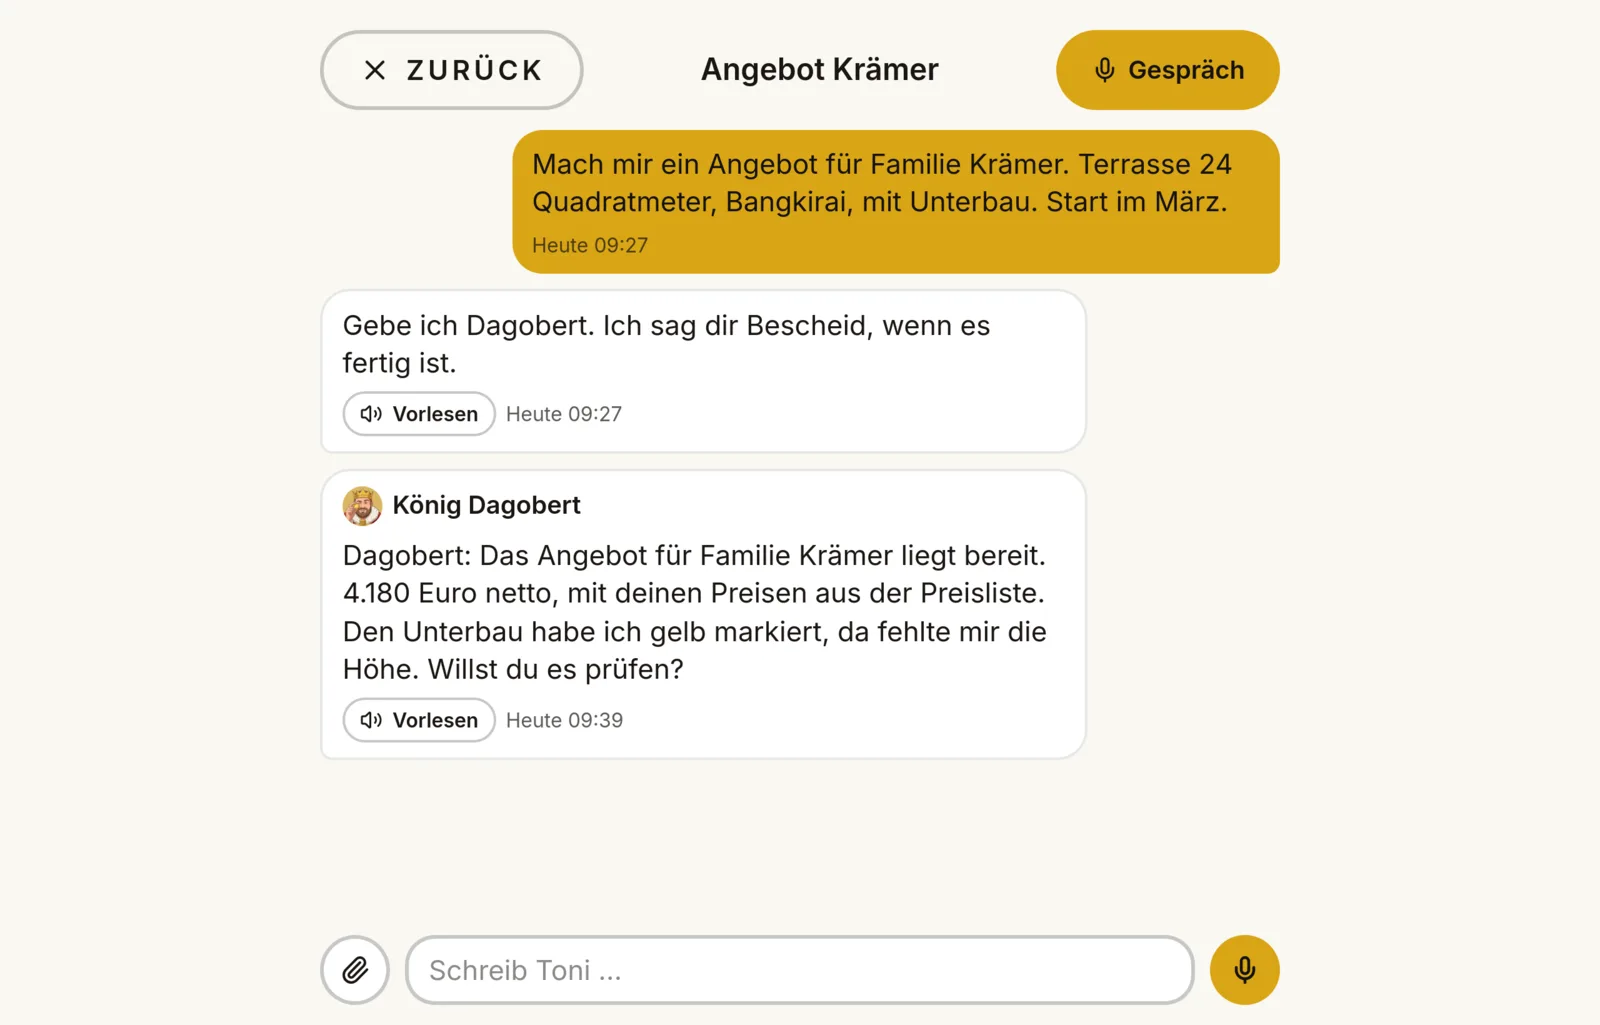 ZURÜCK
Angebot Krämer
Gespräch
Mach mir ein Angebot für Familie Krämer. Terrasse 24
Quadratmeter, Bangkirai, mit Unterbau. Start im März.
Heute 09:27
Gebe ich Dagobert. Ich sag dir Bescheid, wenn es
fertig ist.
Vorlesen Heute 09:27
König Dagobert
Dagobert: Das Angebot für Familie Krämer liegt bereit.
4.180 Euro netto, mit deinen Preisen aus der Preisliste.
Den Unterbau habe ich gelb markiert, da fehlte mir die
Höhe. Willst du es prüfen?
Vorlesen Heute 09:39
Schreib Toni ...